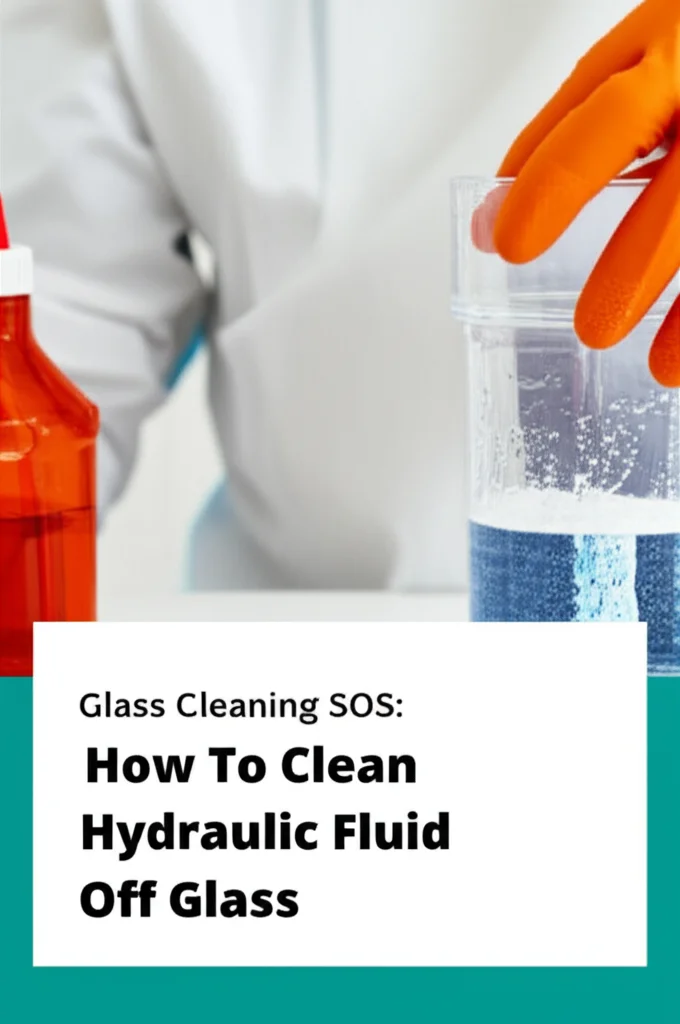 Glass Cleaning SOS:
How To Clean
Hydraulic Fluid
Off Glass